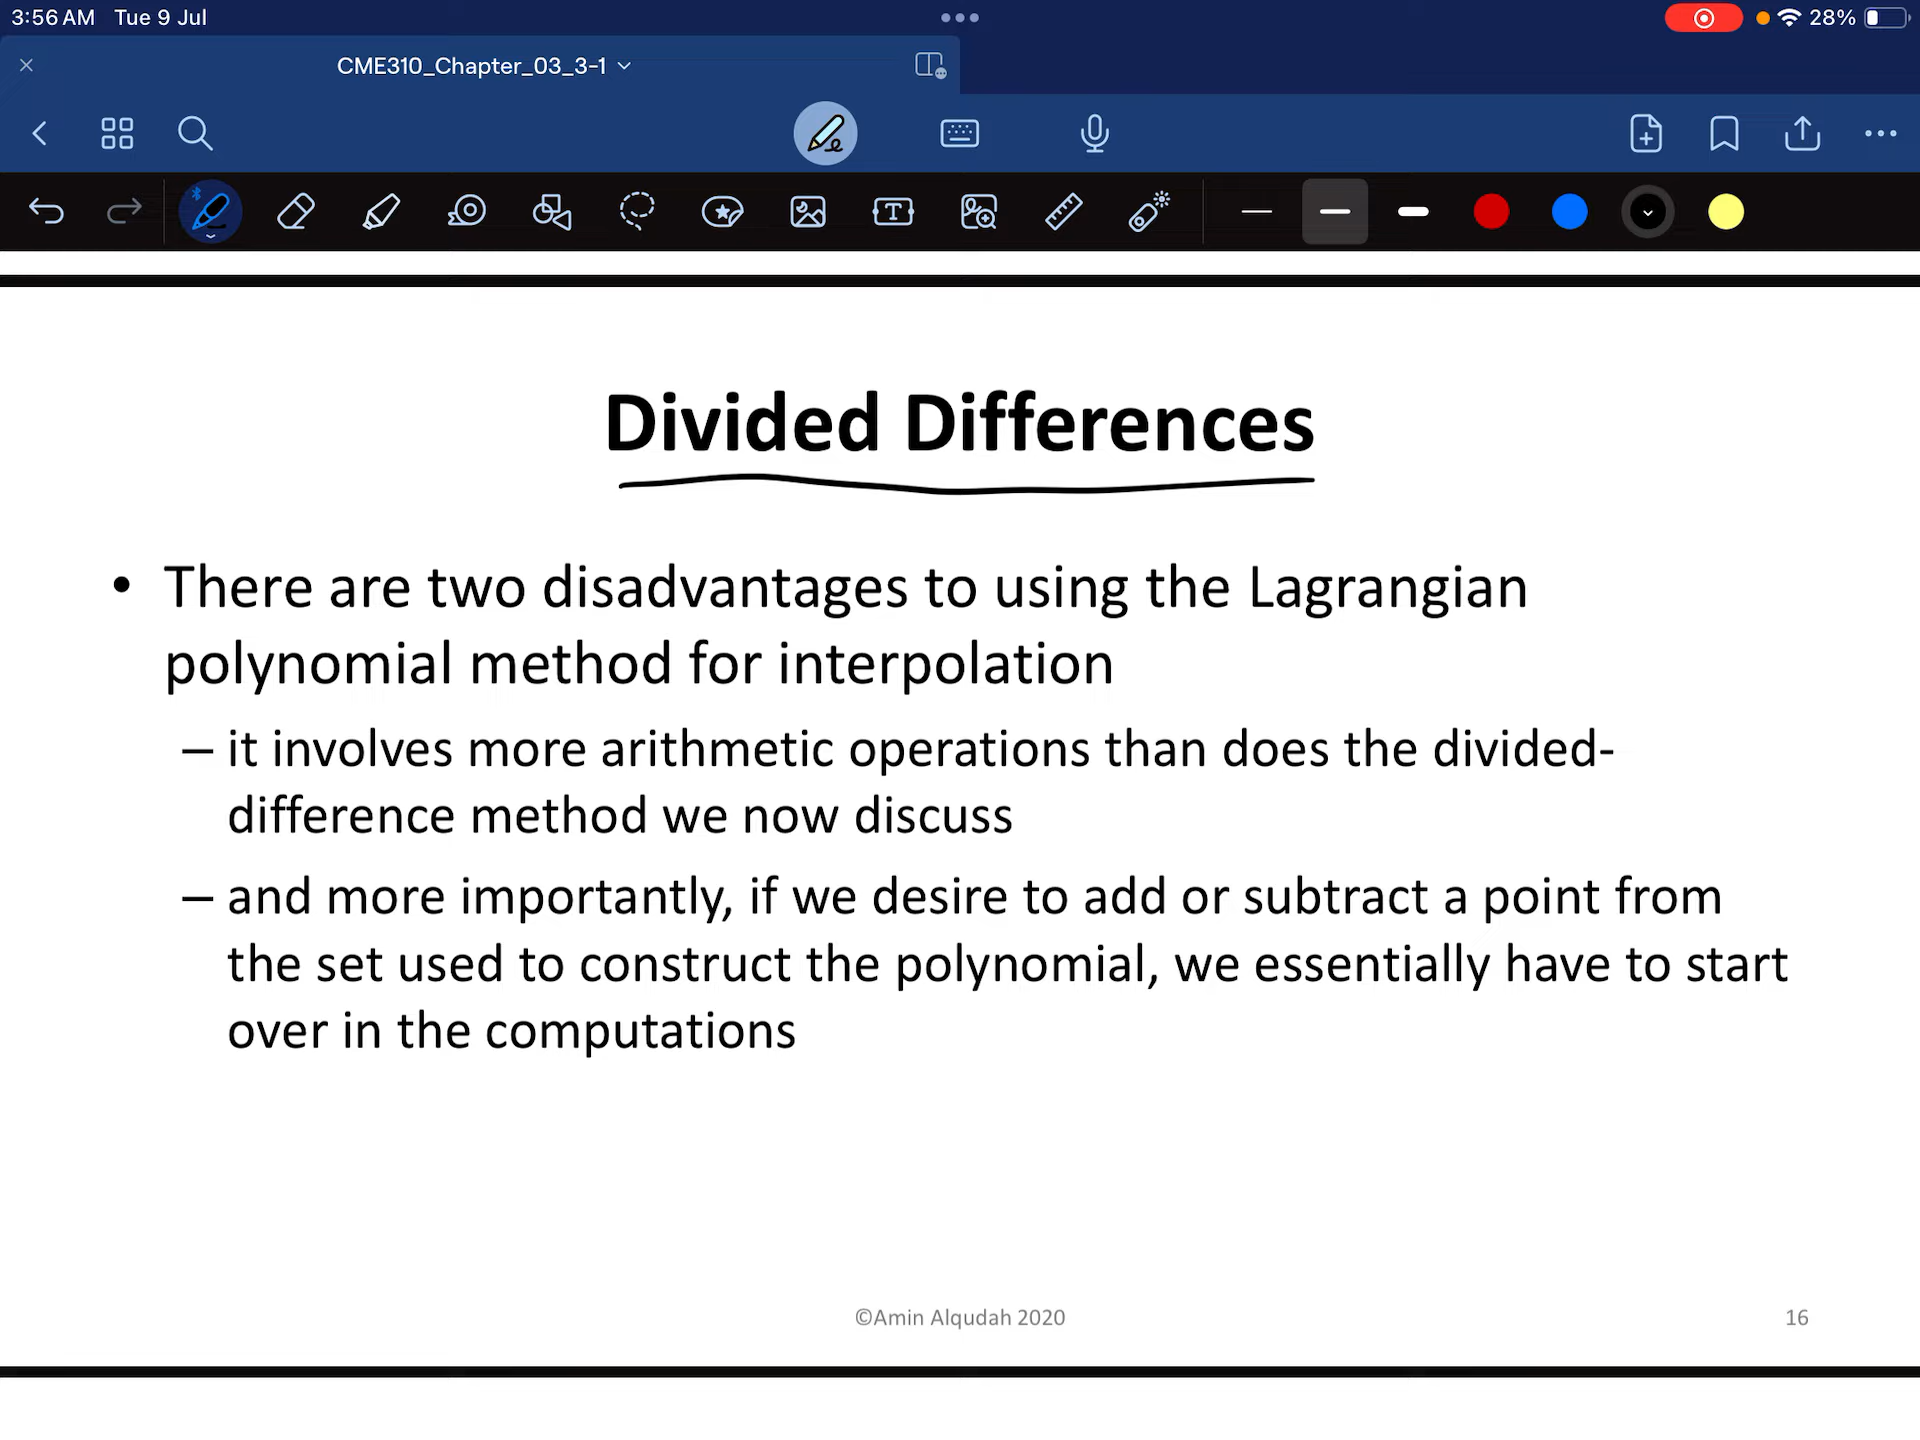 3:56 AM Tue 9 Jul
28%
CME310_Chapter_03_3-1
Divided Differences
• There are two disadvantages to using the Lagrangian
polynomial method for interpolation
– it involves more arithmetic operations than does the divided-
difference method we now discuss
– and more importantly, if we desire to add or subtract a point from
the set used to construct the polynomial, we essentially have to start
over in the computations
©Amin Alqudah 2020
16